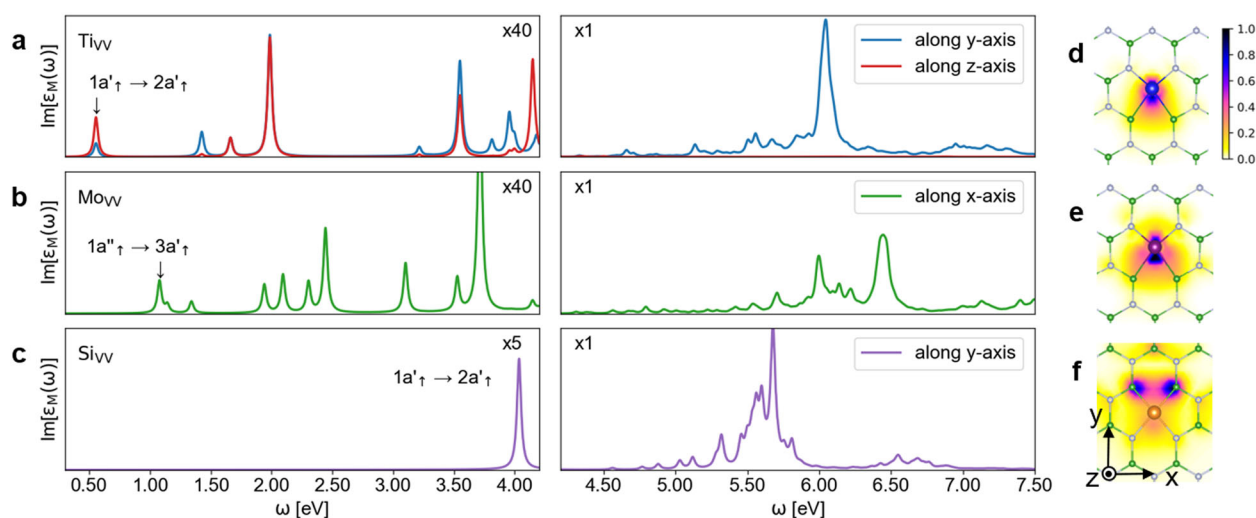 a
Ti_VV
x40
1a'↑ → 2a'↑
Im[ε_M(ω)]
x1
along y-axis
along z-axis
d
1.0
0.8
0.6
0.4
0.2
0.0
b
Mo_VV
x40
1a''↑ → 3a'↑
Im[ε_M(ω)]
x1
along x-axis
e
c
Si_VV
x5
1a'↑ → 2a'↑
Im[ε_M(ω)]
x1
along y-axis
f
y
z
x
0.50 1.00 1.50 2.00 2.50 3.00 3.50 4.00
ω [eV]
4.50 5.00 5.50 6.00 6.50 7.00 7.50
ω [eV]